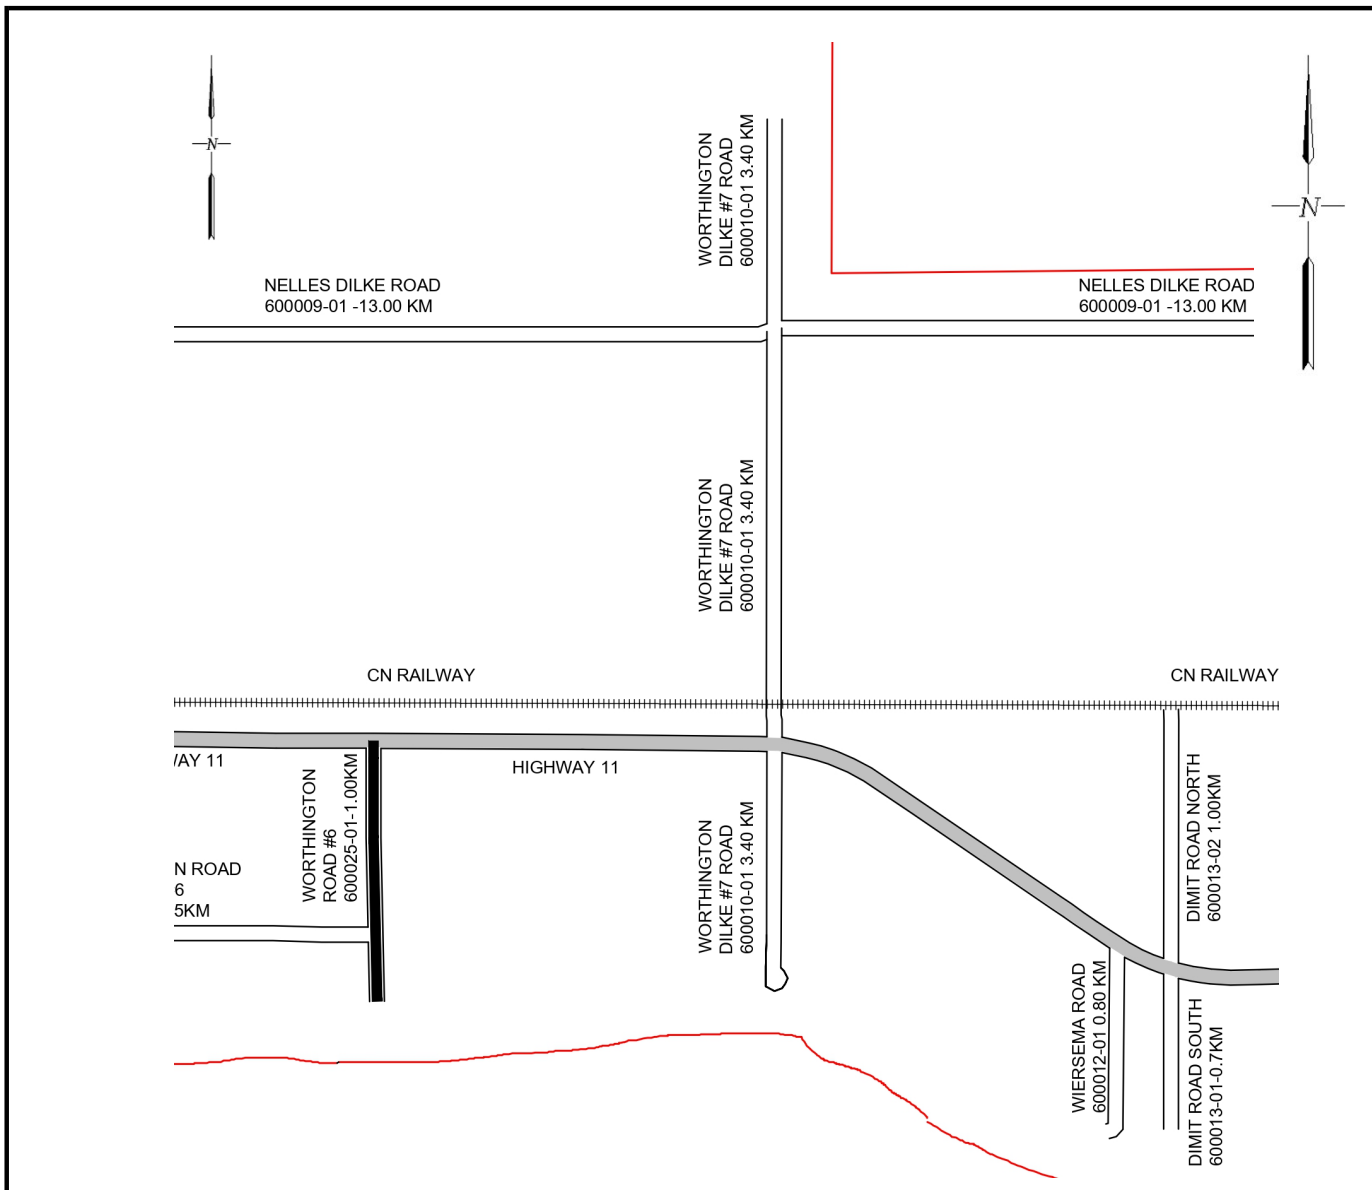 N
N
WORTHINGTON
DILKE #7 ROAD
600010-01 3.40 KM
NELLES DILKE ROAD
600009-01 -13.00 KM
NELLES DILKE ROAD
600009-01 -13.00 KM
WORTHINGTON
DILKE #7 ROAD
600010-01 3.40 KM
CN RAILWAY
CN RAILWAY
11
HIGHWAY 11
WORTHINGTON
ROAD #6
600025-01-1.00KM
N ROAD
6
5KM
WORTHINGTON
DILKE #7 ROAD
600010-01 3.40 KM
DIMIT ROAD NORTH
600013-02 1.00KM
WIERSEMA ROAD
600012-01 0.80 KM
DIMIT ROAD SOUTH
600013-01-0.7KM